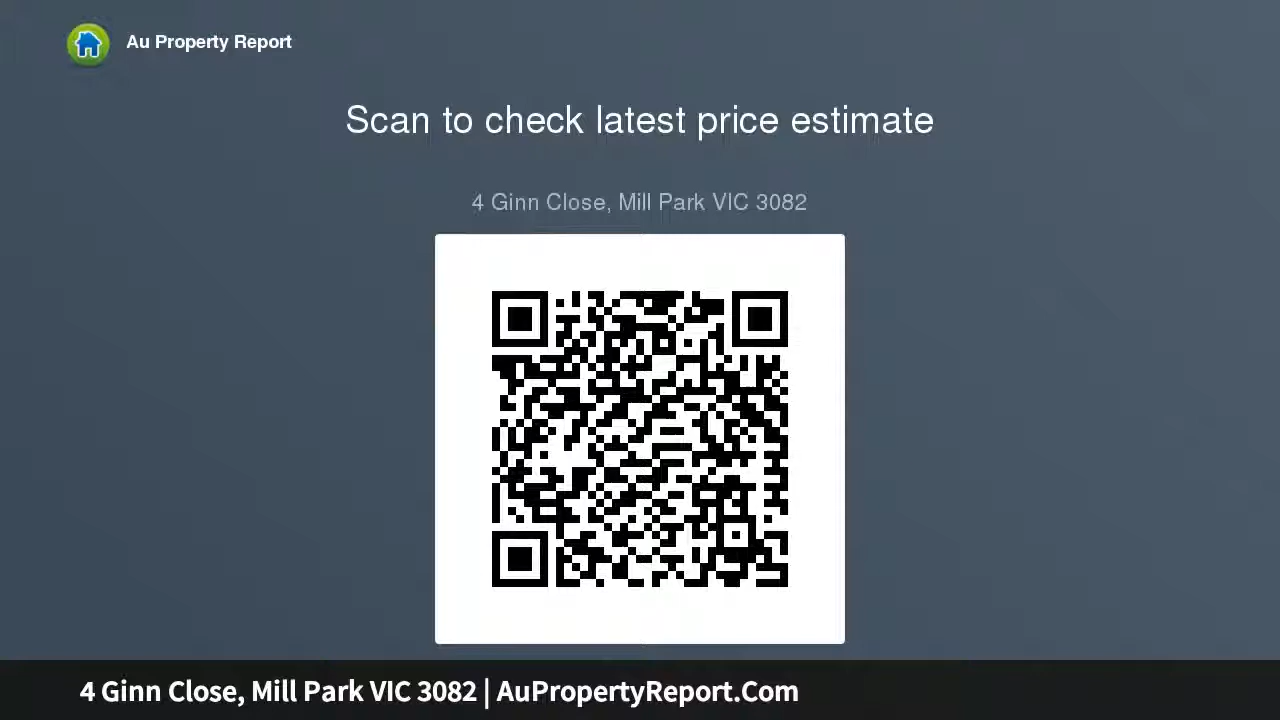 Au Property Report
Scan to check latest price estimate
4 Ginn Close, Mill Park VIC 3082
4 Ginn Close, Mill Park VIC 3082 | AuPropertyReport.Com